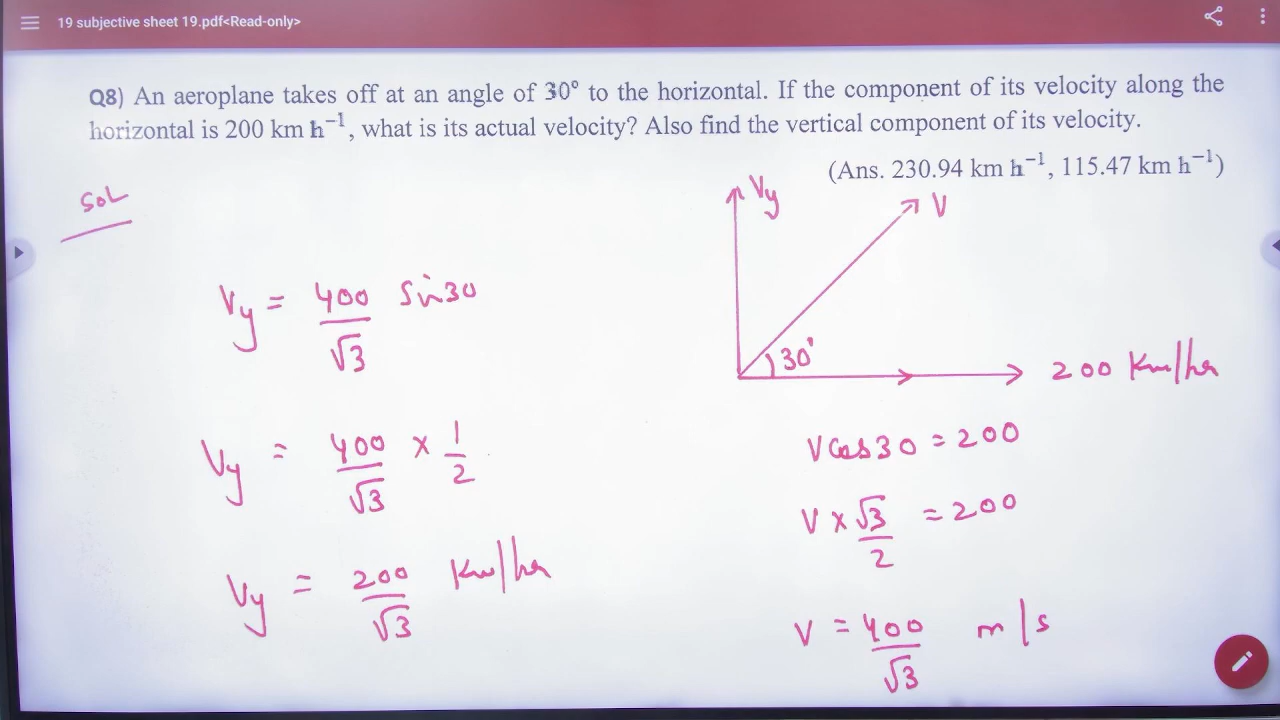 19 subjective sheet 19.pdf<Read-only>
Q8) An aeroplane takes off at an angle of 30° to the horizontal. If the component of its velocity along the
horizontal is 200 km h⁻¹, what is its actual velocity? Also find the vertical component of its velocity.
(Ans. 230.94 km h⁻¹, 115.47 km h⁻¹)
Sol
Vy
V
30°
200 Km/hr
Vy = 400/√3 Sin30
Vy = 400/√3 × 1/2
Vy = 200/√3 Km/hr
VCos30 = 200
V × √3/2 = 200
V = 400/√3 m/s